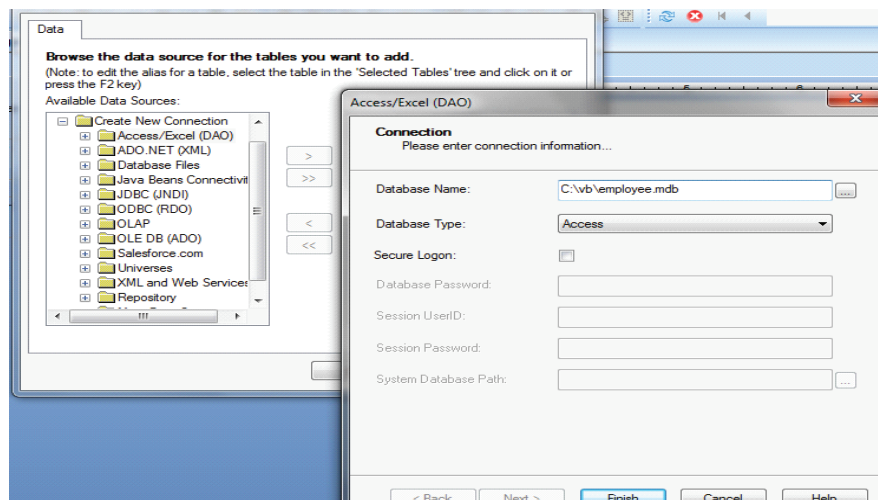 Data
Browse the data source for the tables you want to add.
(Note: to edit the alias for a table, select the table in the 'Selected Tables' tree and click on it or
press the F2 key)
Available Data Sources:
Create New Connection
Access/Excel (DAO)
ADO.NET (XML)
Database Files
Java Beans Connectivit
JDBC (JNDI)
ODBC (RDO)
OLAP
OLE DB (ADO)
Salesforce.com
Universes
XML and Web Services
Repository
>
>>
<
<<
Access/Excel (DAO)
Connection
Please enter connection information...
Database Name: C:\vb\employee.mdb ...
Database Type: Access
Secure Logon:
Database Password:
Session UserID:
Session Password:
System Database Path: ...
< Back Next > Finish Cancel Help